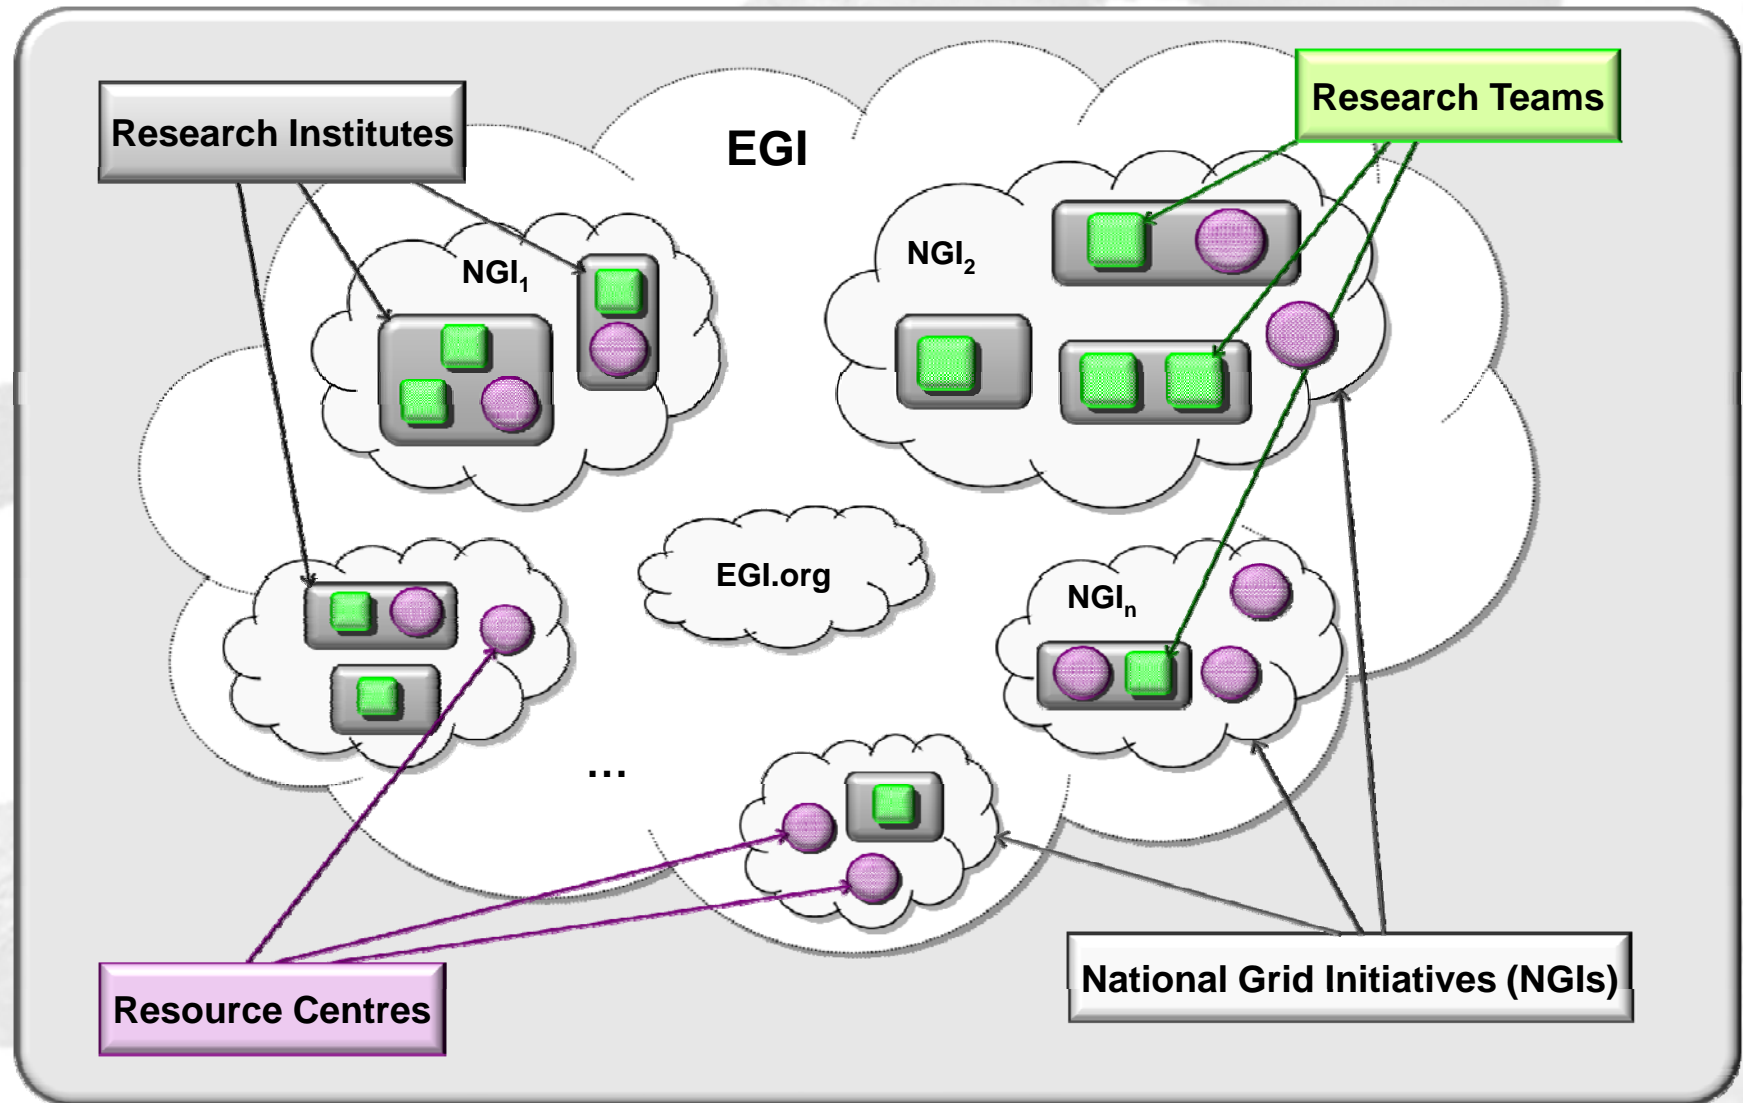 Research Institutes
EGI
Research Teams
NGI₁
NGI₂
EGI.org
NGIₙ
...
Resource Centres
National Grid Initiatives (NGIs)